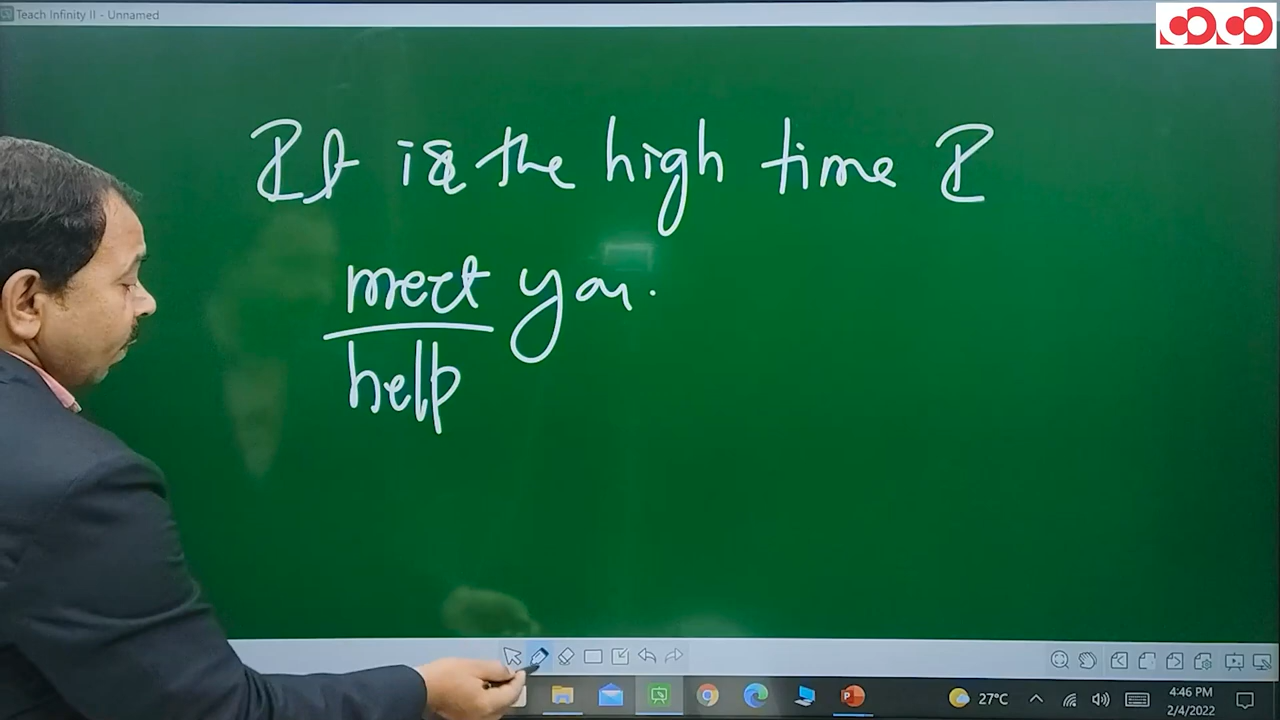 Teach Infinity II - Unnamed
It is the high time I
meet you.
help
27°C
4:46 PM
2/4/2022